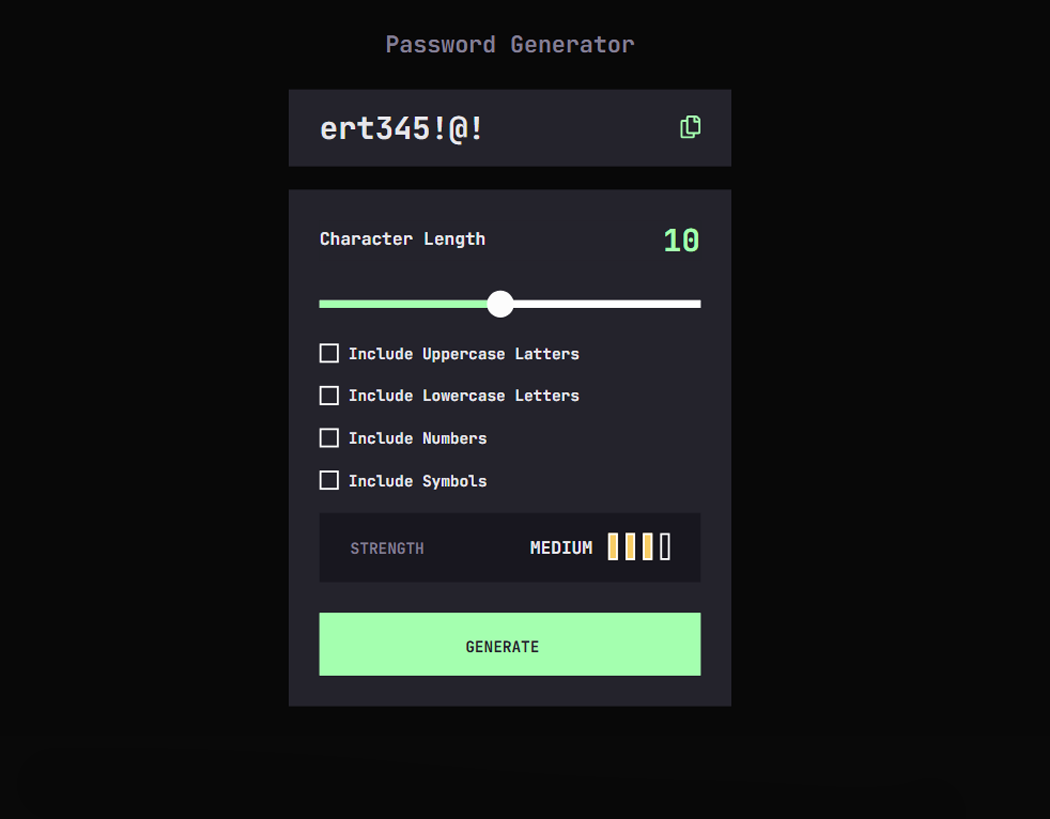 Password Generator
ert345!@!
Character Length 10
Include Uppercase Latters
Include Lowercase Letters
Include Numbers
Include Symbols
STRENGTH MEDIUM
GENERATE